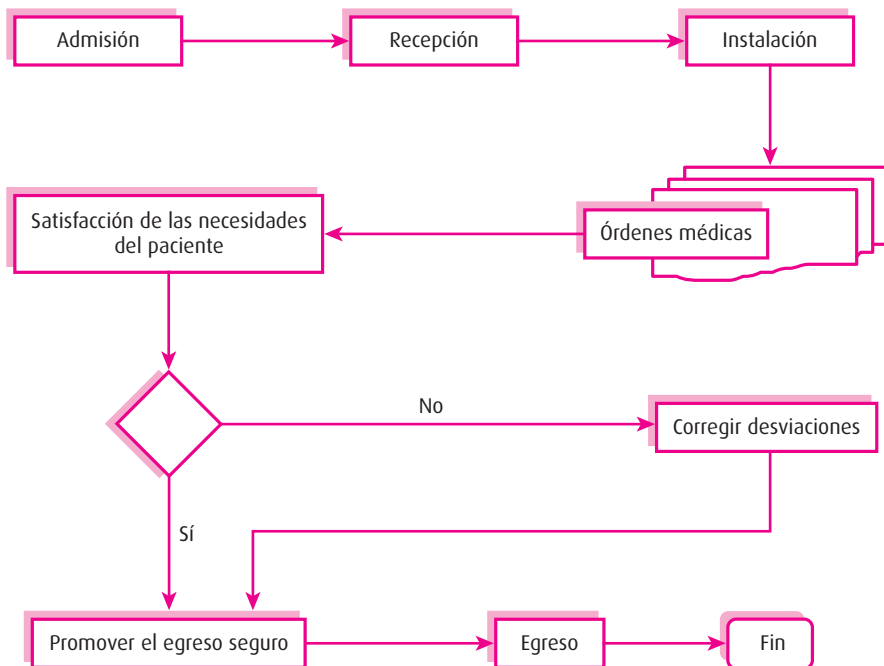 Admisión
Recepción
Instalación
Órdenes médicas
Satisfacción de las necesidades
del paciente
No
Corregir desviaciones
Sí
Promover el egreso seguro
Egreso
Fin